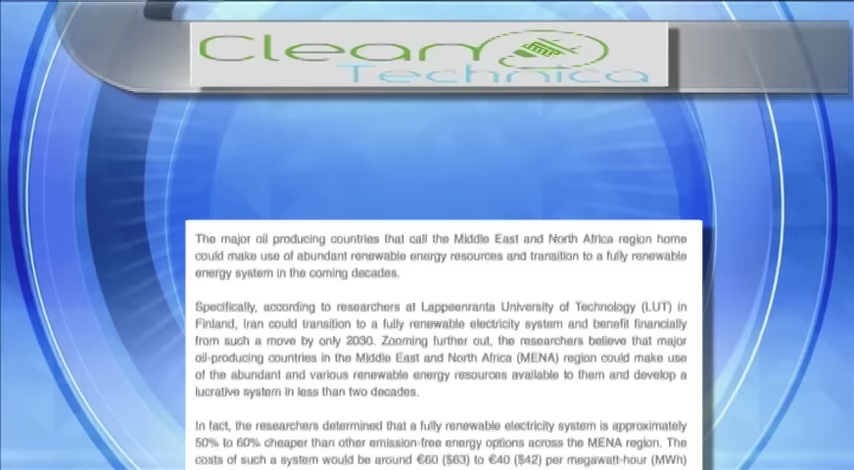 Clean
Technica
The major oil producing countries that call the Middle East and North Africa region home
could make use of abundant renewable energy resources and transition to a fully renewable
energy system in the coming decades.
Specifically, according to researchers at Lappeenranta University of Technology (LUT) in
Finland, Iran could transition to a fully renewable electricity system and benefit financially
from such a move by only 2030. Zooming further out, the researchers believe that major
oil-producing countries in the Middle East and North Africa (MENA) region could make use
of the abundant and various renewable energy resources available to them and develop a
lucrative system in less than two decades.
In fact, the researchers determined that a fully renewable electricity system is approximately
50% to 60% cheaper than other emission-free energy options across the MENA region. The
costs of such a system would be around €60 ($63) to €40 ($42) per megawatt-hour (MWh)